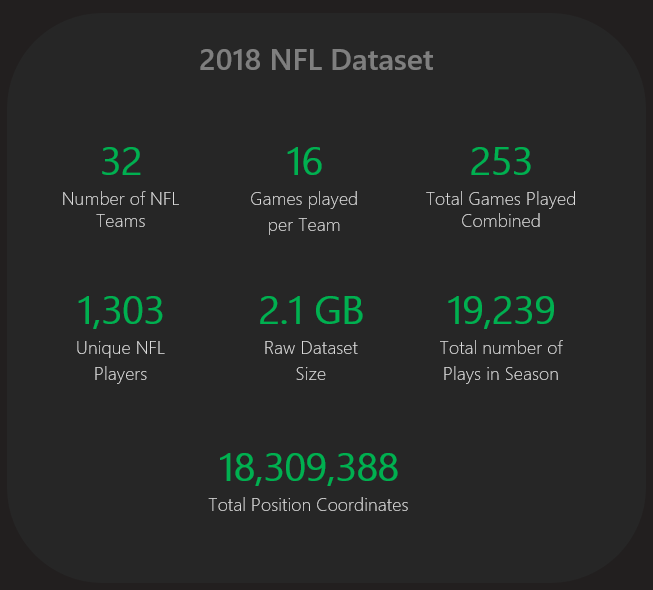 2018 NFL Dataset
32
Number of NFL
Teams
16
Games played
per Team
253
Total Games Played
Combined
1,303
Unique NFL
Players
2.1 GB
Raw Dataset
Size
19,239
Total number of
Plays in Season
18,309,388
Total Position Coordinates